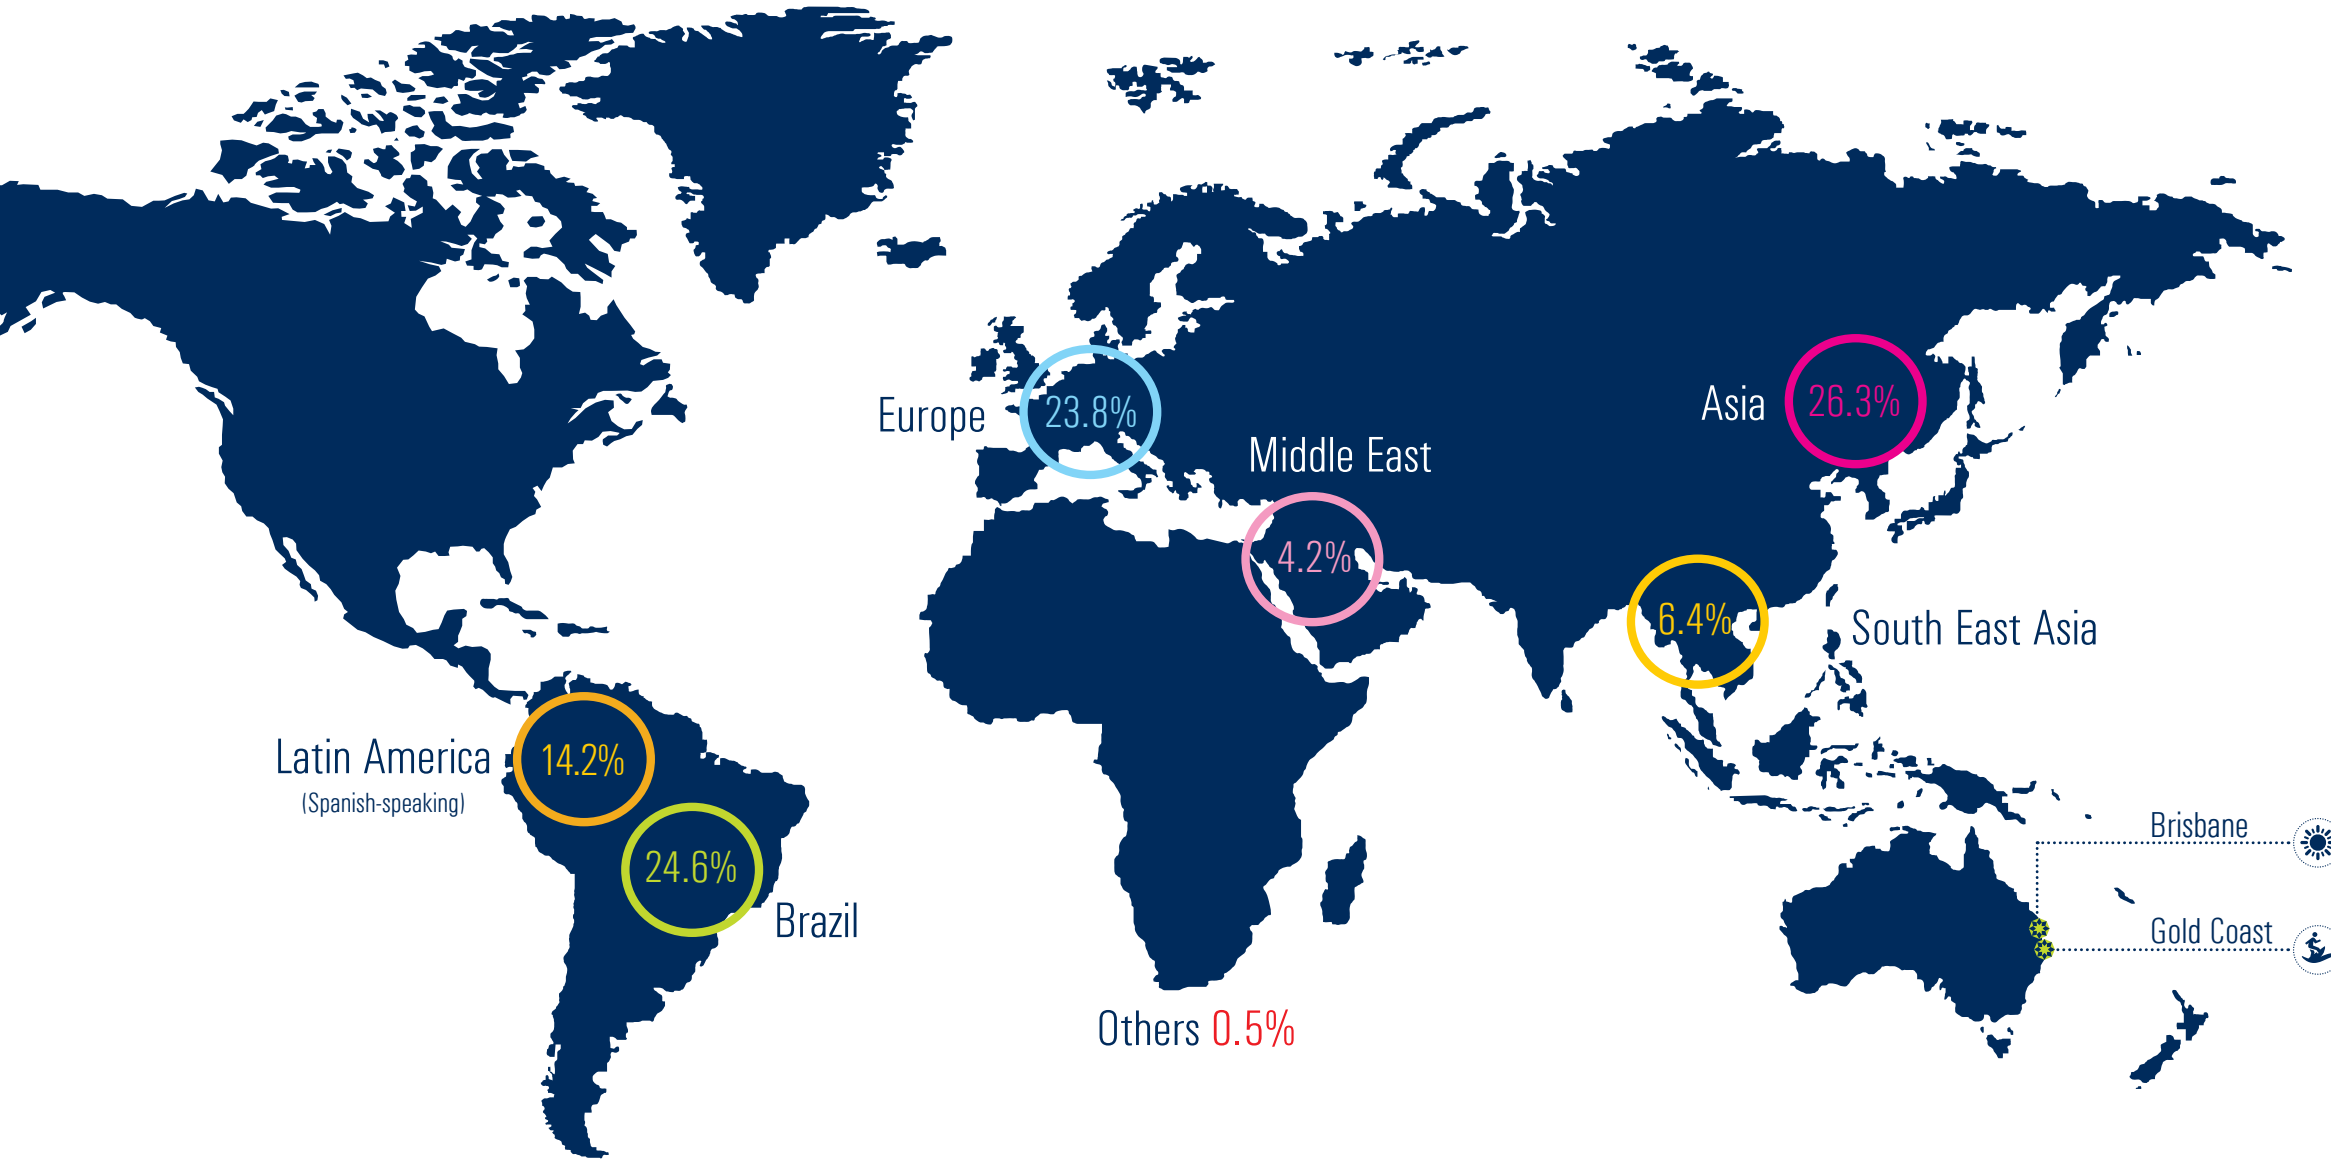 Europe
23.8%
Asia
26.3%
Middle East
4.2%
6.4%
South East Asia
Latin America
(Spanish-speaking)
14.2%
24.6%
Brazil
Brisbane
Gold Coast
Others 0.5%